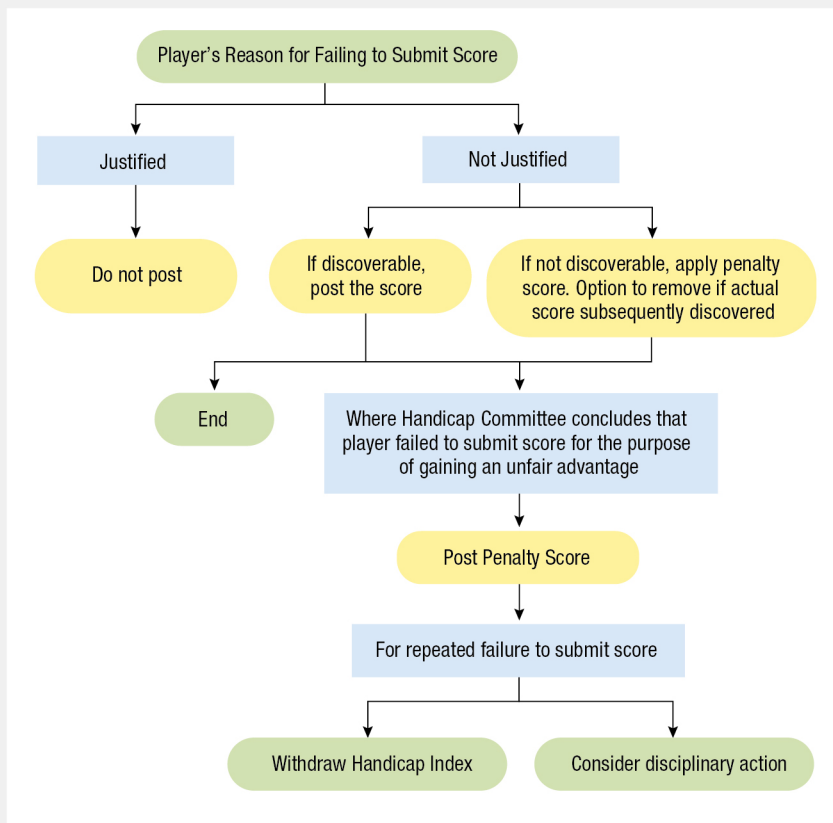 Player’s Reason for Failing to Submit Score
Justified
Not Justified
Do not post
If discoverable,
post the score
If not discoverable, apply penalty
score. Option to remove if actual
score subsequently discovered
End
Where Handicap Committee concludes that
player failed to submit score for the purpose
of gaining an unfair advantage
Post Penalty Score
For repeated failure to submit score
Withdraw Handicap Index
Consider disciplinary action